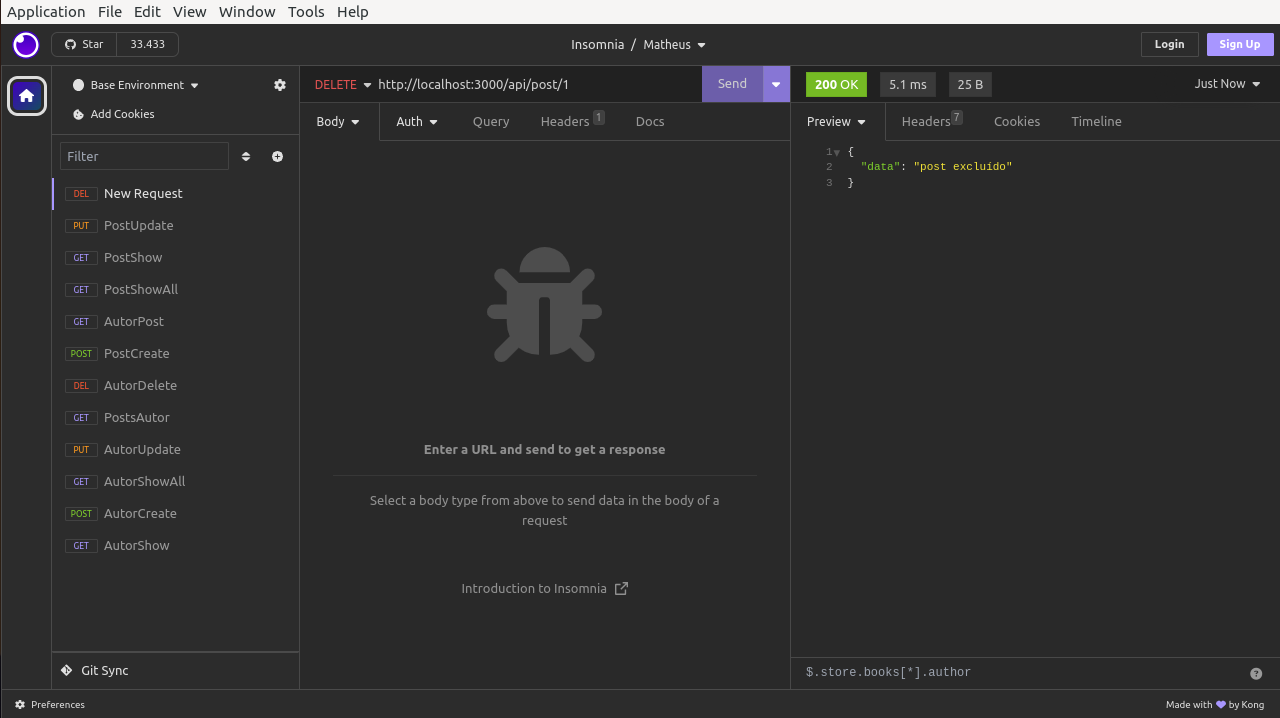 Application File Edit View Window Tools Help
Star 33.433
Insomnia / Matheus
Login Sign Up
Base Environment
Add Cookies
Filter
DEL New Request
PUT PostUpdate
GET PostShow
GET PostShowAll
GET AutorPost
POST PostCreate
DEL AutorDelete
GET PostsAutor
PUT AutorUpdate
GET AutorShowAll
POST AutorCreate
GET AutorShow
Git Sync
DELETE http://localhost:3000/api/post/1 Send
Body Auth Query Headers 1 Docs
Enter a URL and send to get a response
Select a body type from above to send data in the body of a
request
Introduction to Insomnia
200 OK 5.1 ms 25 B Just Now
Preview Headers 7 Cookies Timeline
1 {
2 "data": "post excluído"
3 }
$.store.books[*].author
Preferences
Made with 💜 by Kong